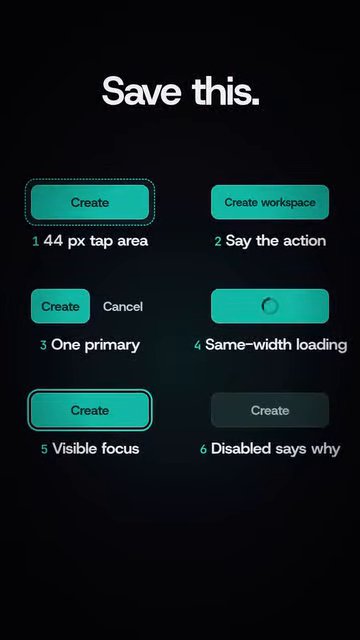 Save this.
Create
Create workspace
1 44 px tap area
2 Say the action
Create
Cancel
3 One primary
4 Same-width loading
Create
Create
5 Visible focus
6 Disabled says why